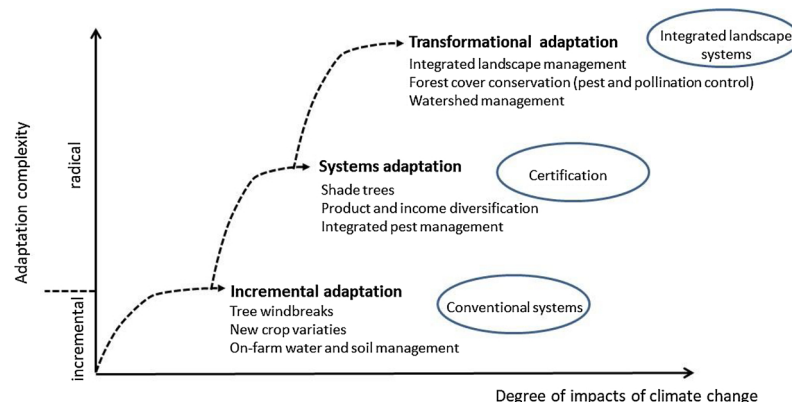 Transformational adaptation
Integrated landscape management
Forest cover conservation (pest and pollination control)
Watershed management
Integrated landscape
systems
Systems adaptation
Shade trees
Product and income diversification
Integrated pest management
Certification
Incremental adaptation
Tree windbreaks
New crop variaties
On-farm water and soil management
Conventional systems
Adaptation complexity
radical
incremental
Degree of impacts of climate change